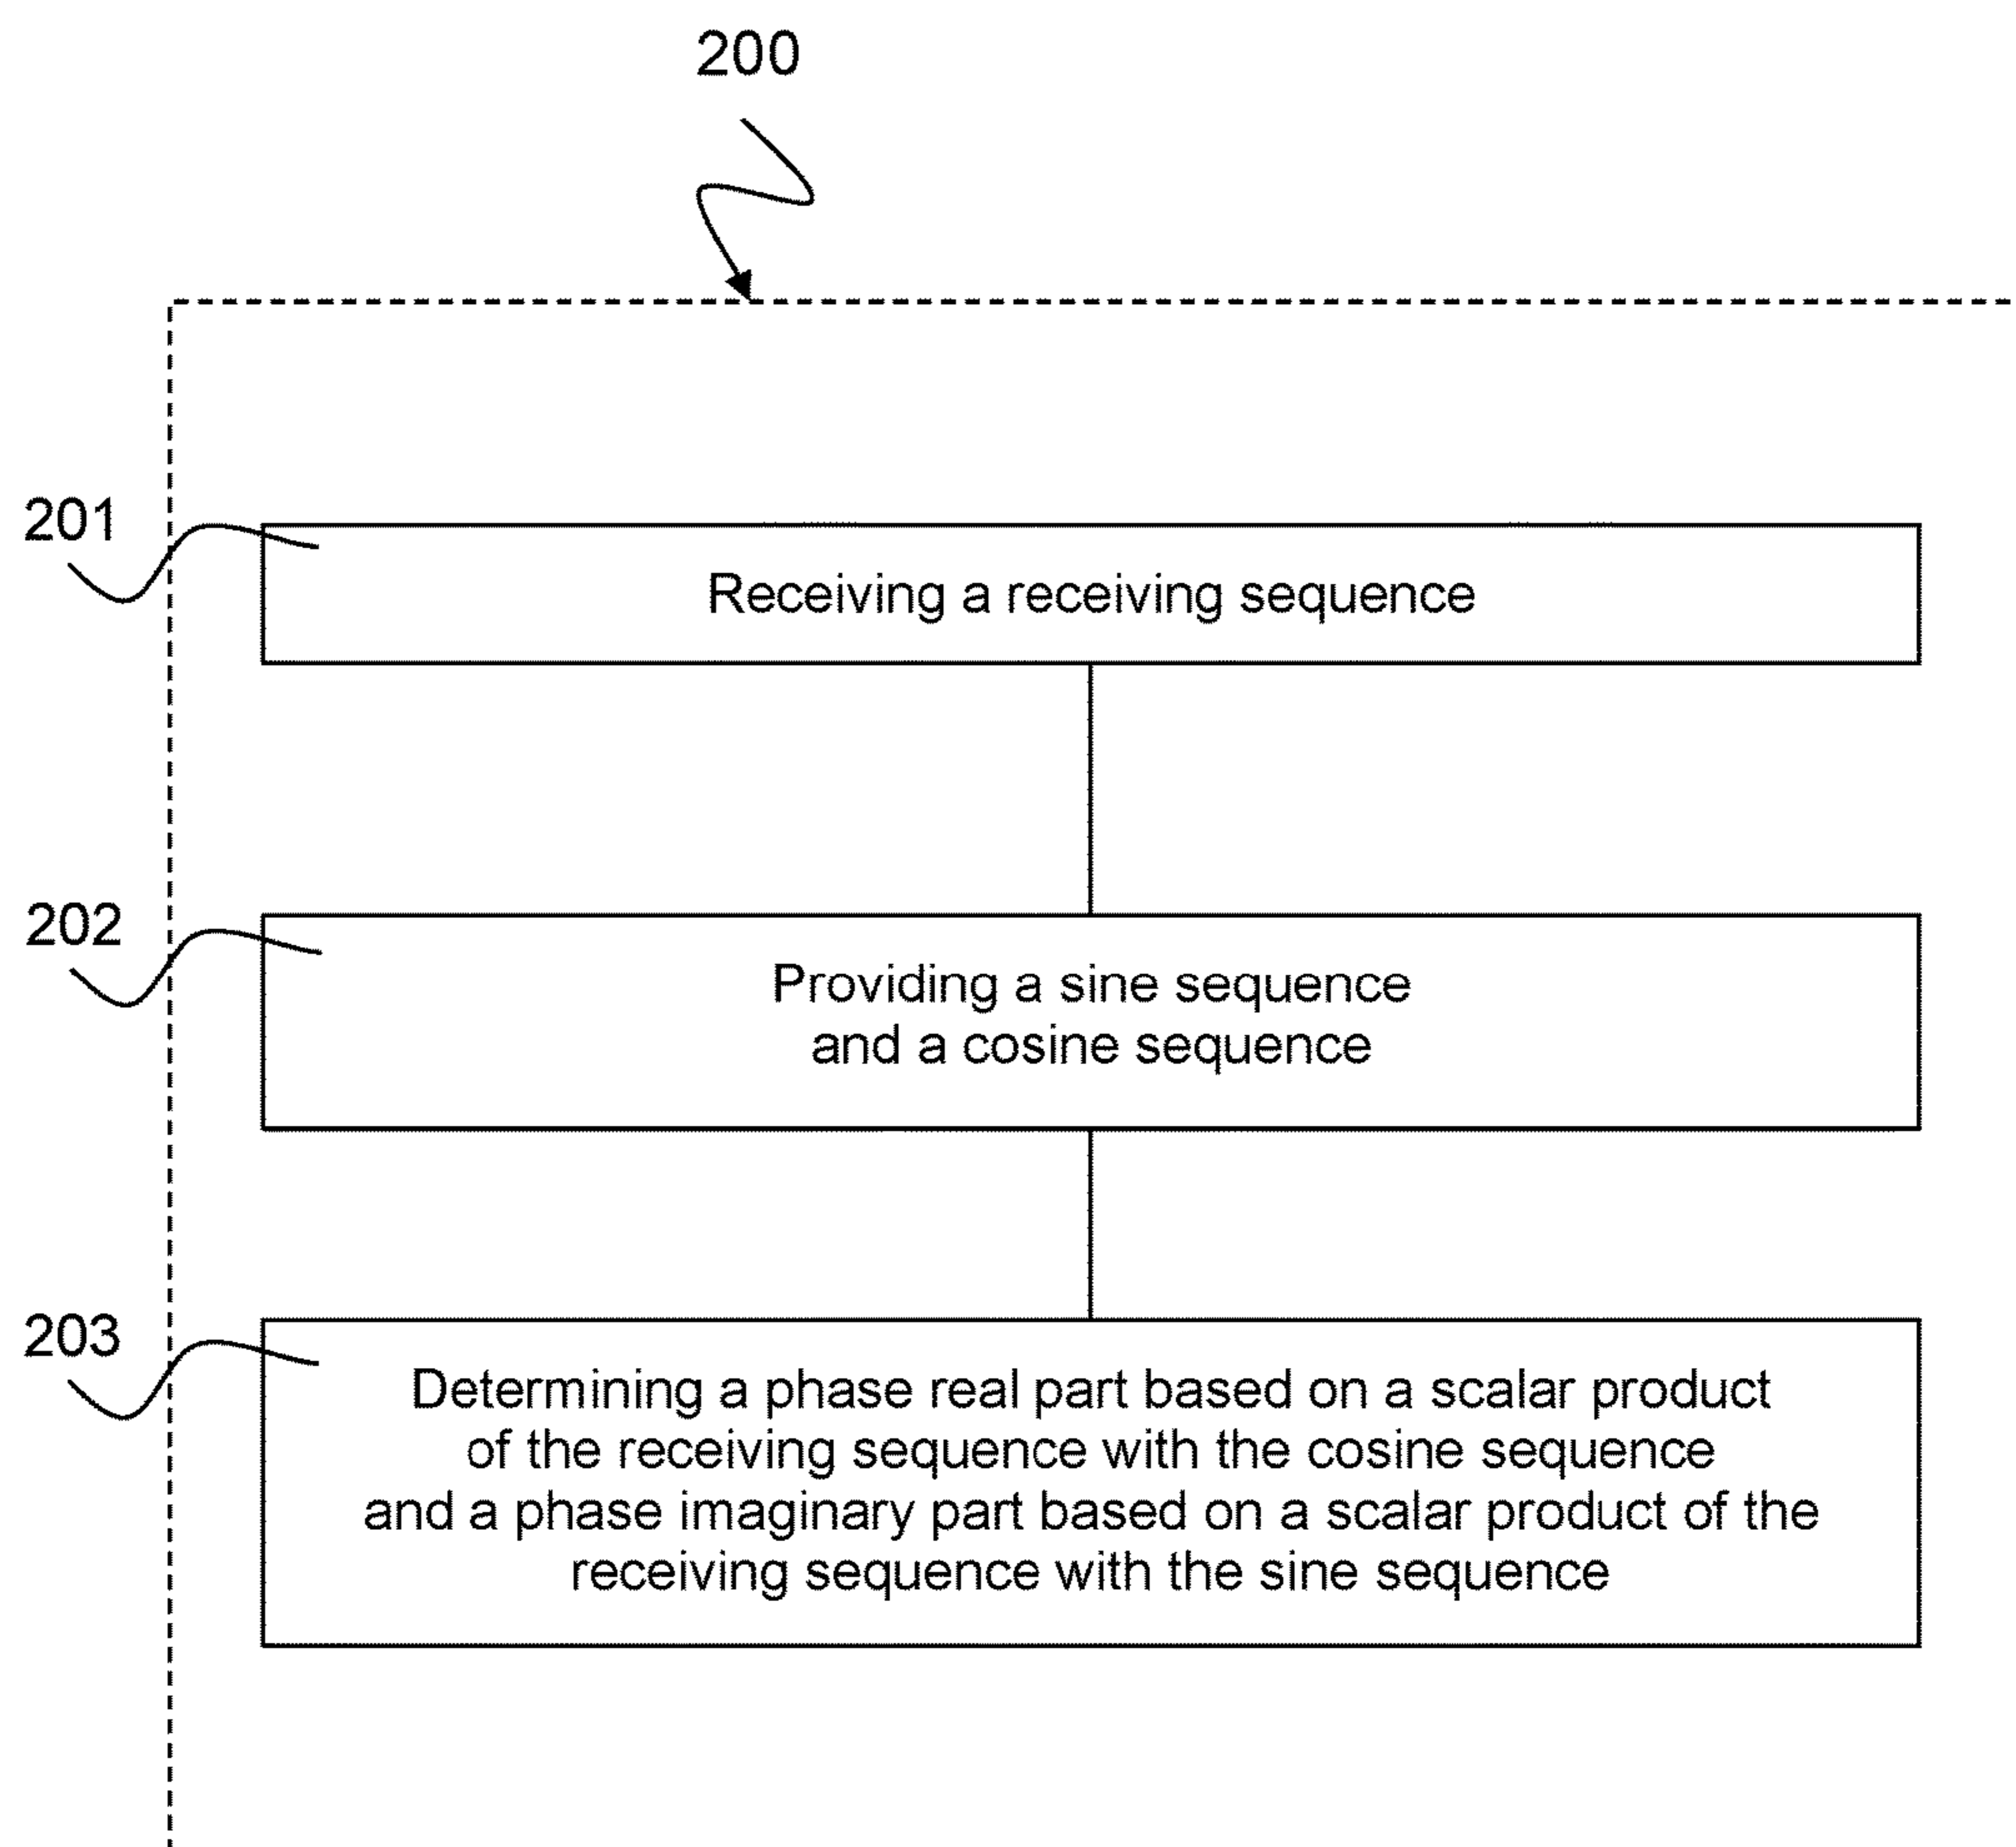 200
201
Receiving a receiving sequence
202
Providing a sine sequence
and a cosine sequence
203
Determining a phase real part based on a scalar product
of the receiving sequence with the cosine sequence
and a phase imaginary part based on a scalar product of the
receiving sequence with the sine sequence